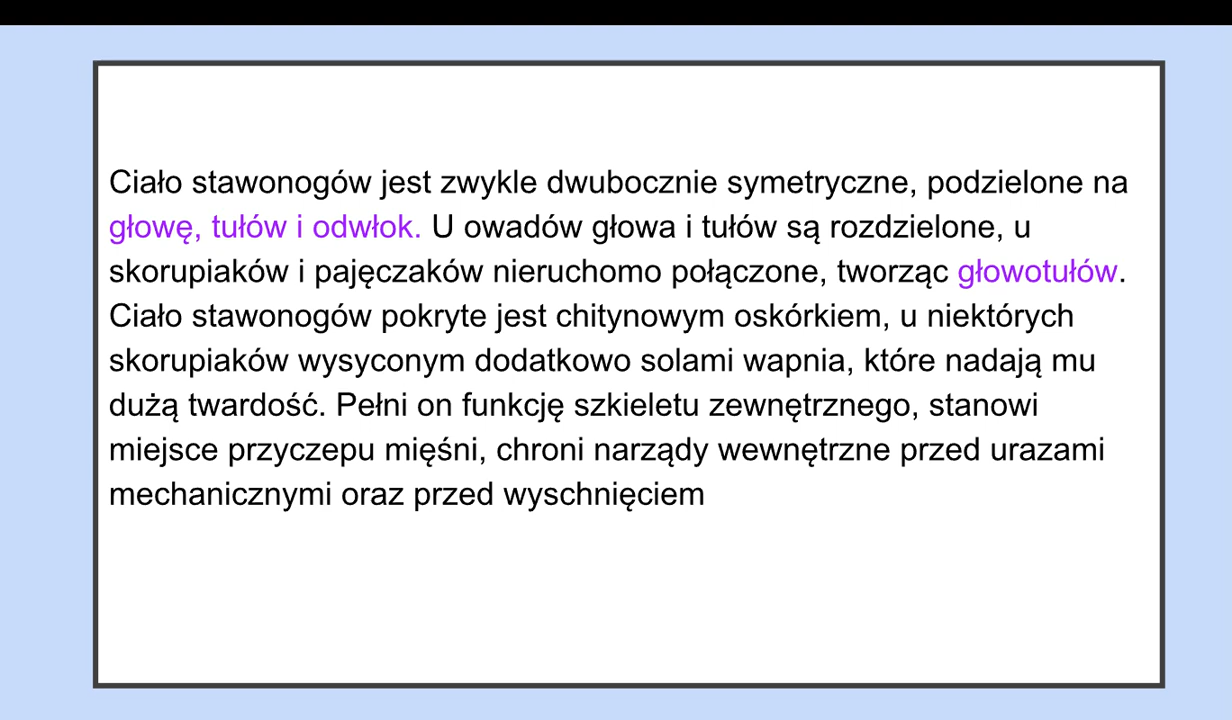 Ciało stawonogów jest zwykle dwubocznie symetryczne, podzielone na
głowę, tułów i odwłok. U owadów głowa i tułów są rozdzielone, u
skorupiaków i pajęczaków nieruchomo połączone, tworząc głowotułów.
Ciało stawonogów pokryte jest chitynowym oskórkiem, u niektórych
skorupiaków wysyconym dodatkowo solami wapnia, które nadają mu
dużą twardość. Pełni on funkcję szkieletu zewnętrznego, stanowi
miejsce przyczepu mięśni, chroni narządy wewnętrzne przed urazami
mechanicznymi oraz przed wyschnięciem